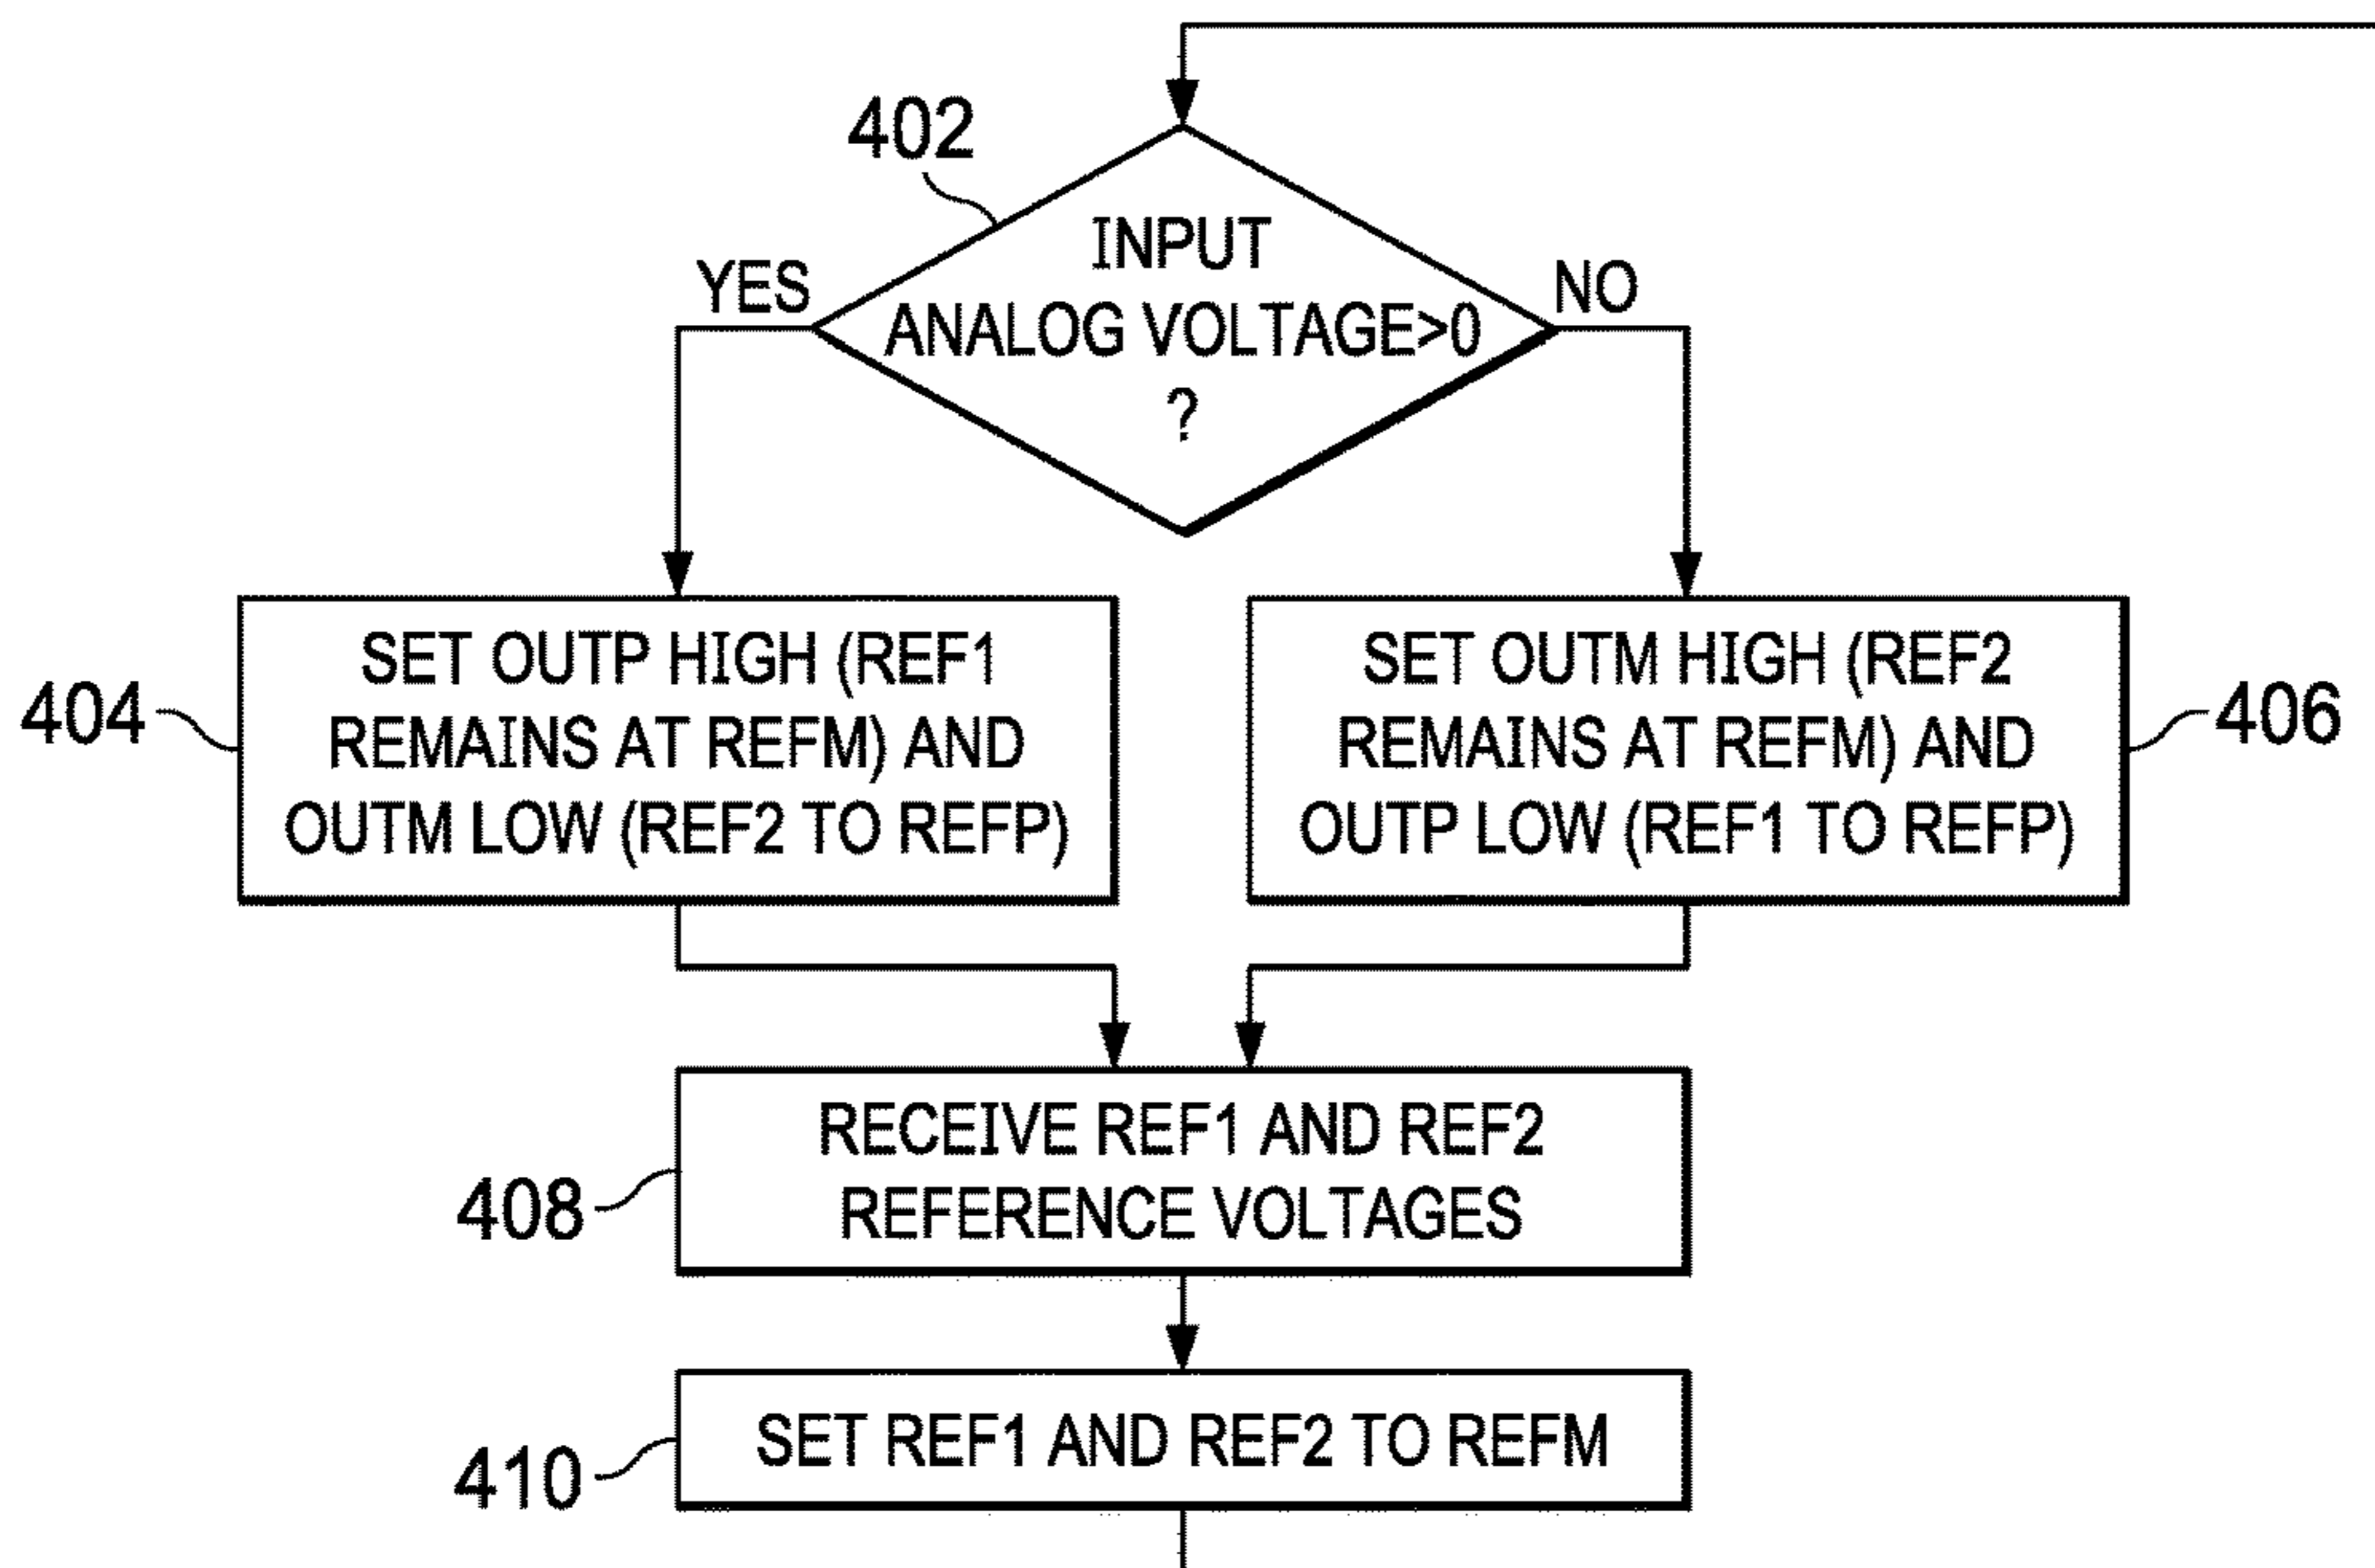 402
INPUT
ANALOG VOLTAGE>0
?
YES
NO
404
SET OUTP HIGH (REF1
REMAINS AT REFM) AND
OUTM LOW (REF2 TO REFP)
SET OUTM HIGH (REF2
REMAINS AT REFM) AND
OUTP LOW (REF1 TO REFP)
406
408
RECEIVE REF1 AND REF2
REFERENCE VOLTAGES
410
SET REF1 AND REF2 TO REFM